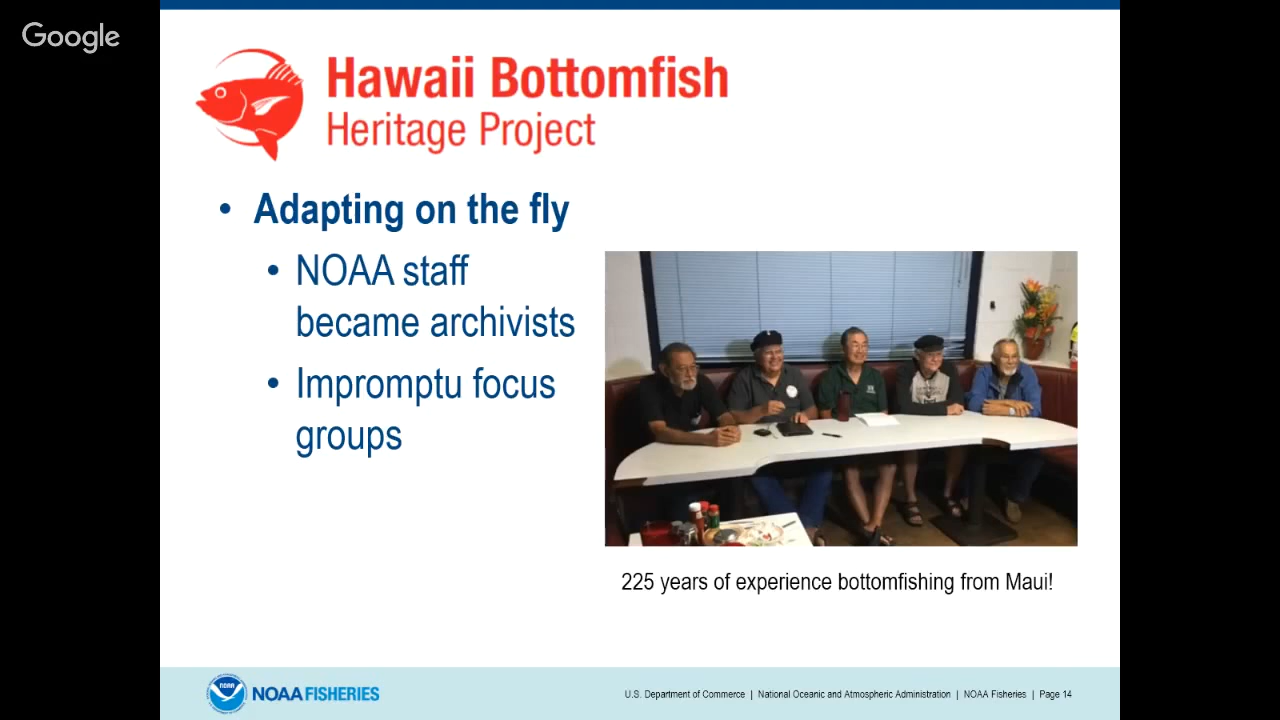 Google
Hawaii Bottomfish
Heritage Project
• Adapting on the fly
• NOAA staff
became archivists
• Impromptu focus
groups
225 years of experience bottomfishing from Maui!
NOAA
NOAA FISHERIES
U.S. Department of Commerce | National Oceanic and Atmospheric Administration | NOAA Fisheries | Page 14